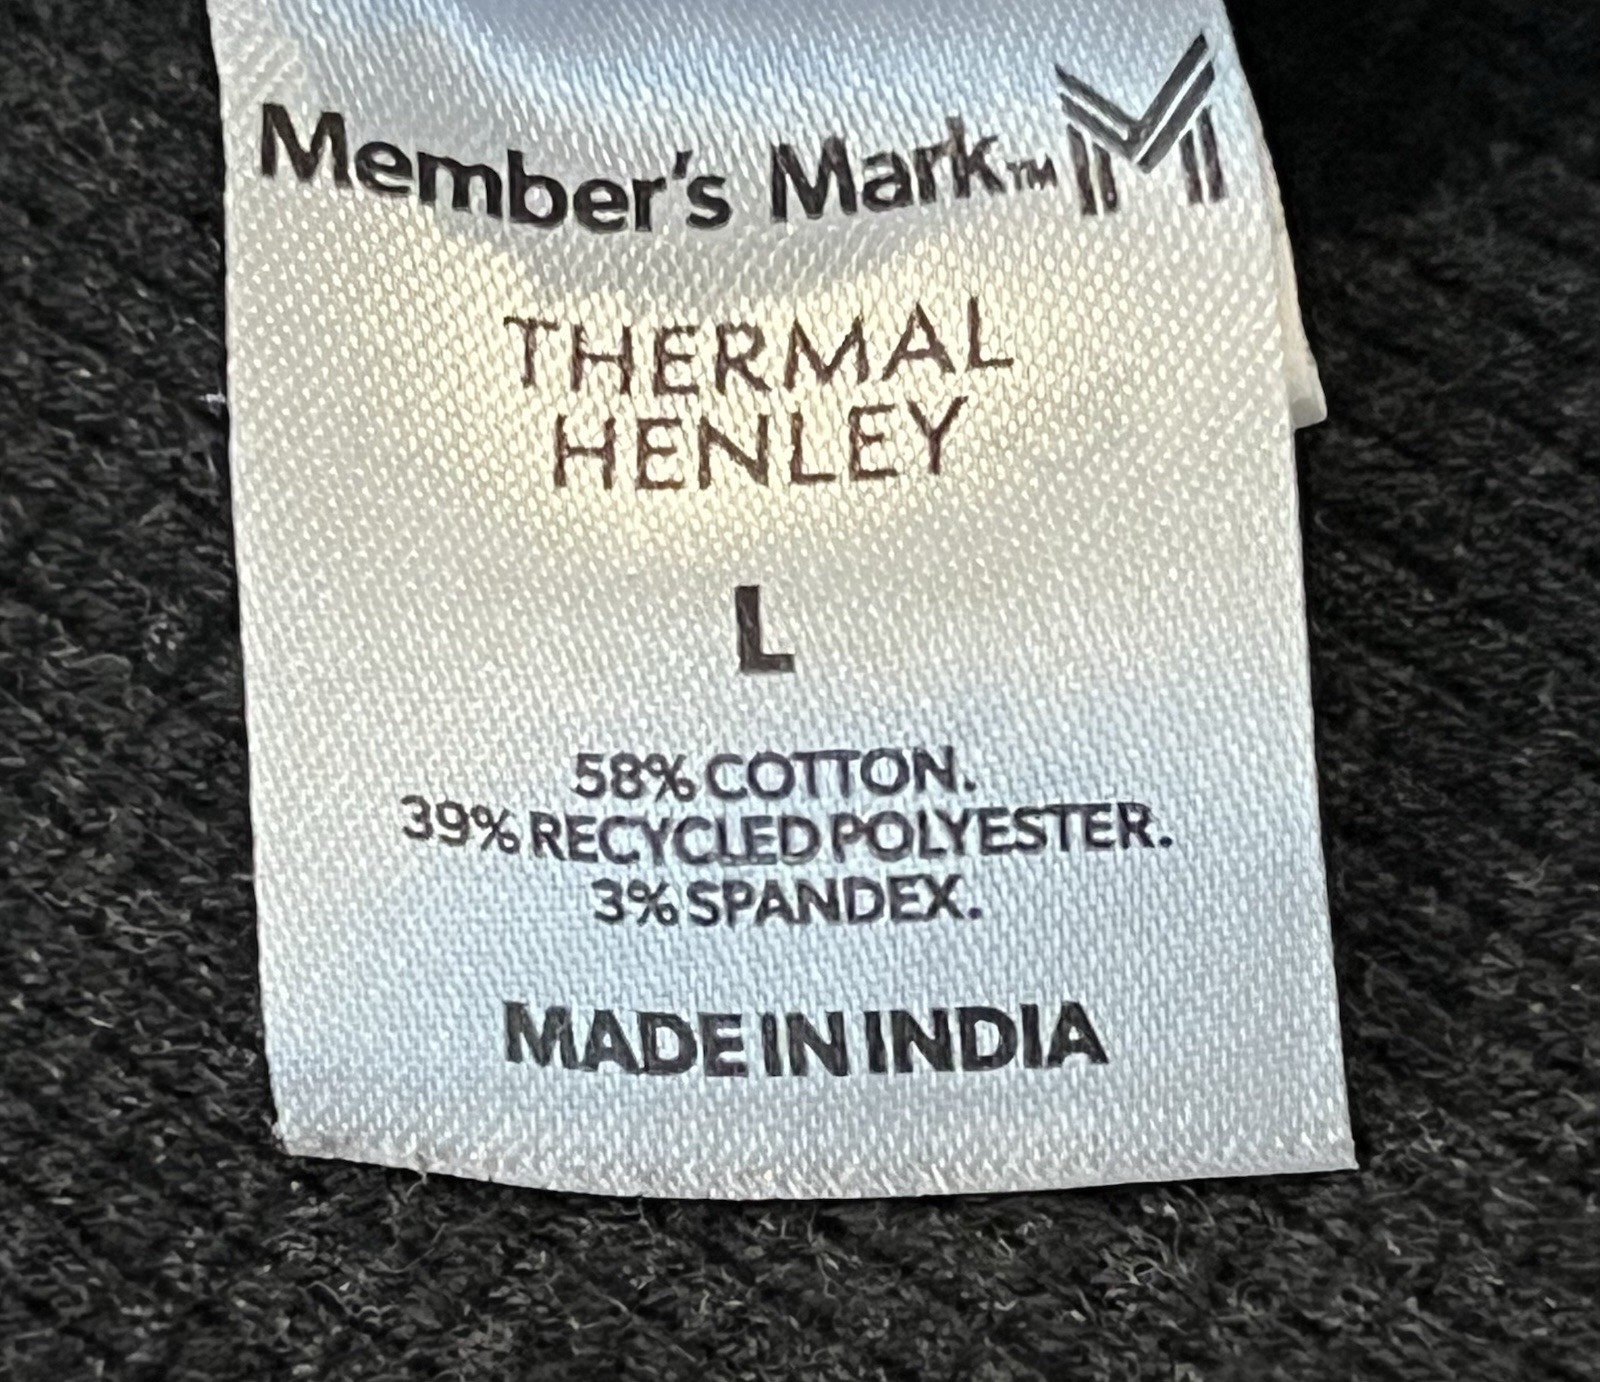 Member's Mark™
THERMAL
HENLEY
L
58% COTTON.
39% RECYCLED POLYESTER.
3% SPANDEX.
MADE IN INDIA